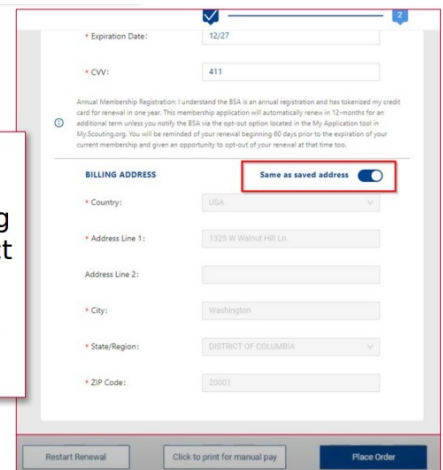 2
* Expiration Date:
12/27
* CVV:
411
Annual Membership Registration: I understand the BSA is an annual registration and has tokenized my credit
card for renewal in one year. This membership application will automatically renew in 12-months for an
additional term unless you notify the BSA via the opt-out option located in the My Application tool in
My.Scouting.org. You will be reminded of your renewal beginning 60 days prior to the expiration of your
current membership and given an opportunity to opt-out of your renewal at that time too.
BILLING ADDRESS
Same as saved address
* Country:
USA
* Address Line 1:
1325 W Walnut Hill Ln.
Address Line 2:
* City:
Washington
* State/Region:
DISTRICT OF COLUMBIA
* ZIP Code:
20001
Restart Renewal
Click to print for manual pay
Place Order